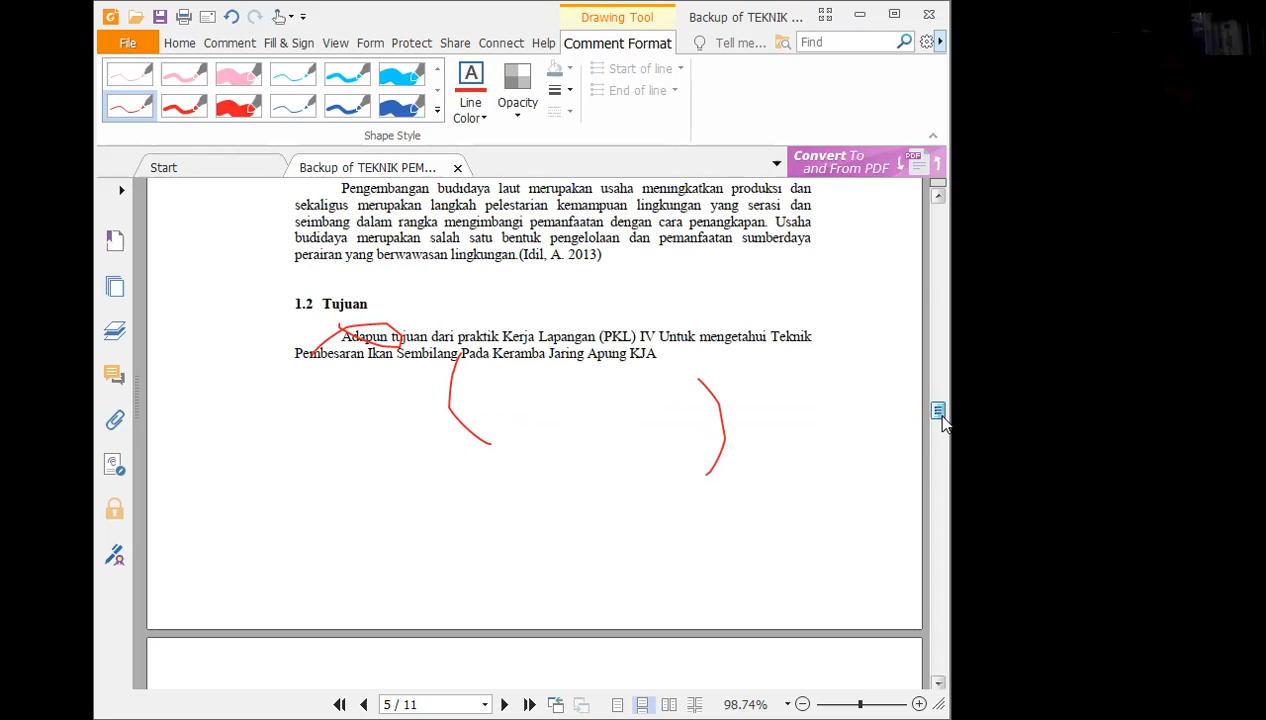 Drawing Tool
Backup of TEKNIK ...
File
Home
Comment
Fill & Sign
View
Form
Protect
Share
Connect
Help
Comment Format
Tell me...
Find
Line
Color
Opacity
Start of line
End of line
Shape Style
Start
Backup of TEKNIK PEM...
Convert To
and From PDF
PDF
Pengembangan budidaya laut merupakan usaha meningkatkan produksi dan
sekaligus merupakan langkah pelestarian kemampuan lingkungan yang serasi dan
seimbang dalam rangka mengimbangi pemanfaatan dengan cara penangkapan. Usaha
budidaya merupakan salah satu bentuk pengelolaan dan pemanfaatan sumberdaya
perairan yang berwawasan lingkungan.(Idil, A. 2013)
1.2 Tujuan
Adapun tujuan dari praktik Kerja Lapangan (PKL) IV Untuk mengetahui Teknik
Pembesaran Ikan Sembilang Pada Keramba Jaring Apung KJA
5 / 11
98.74%